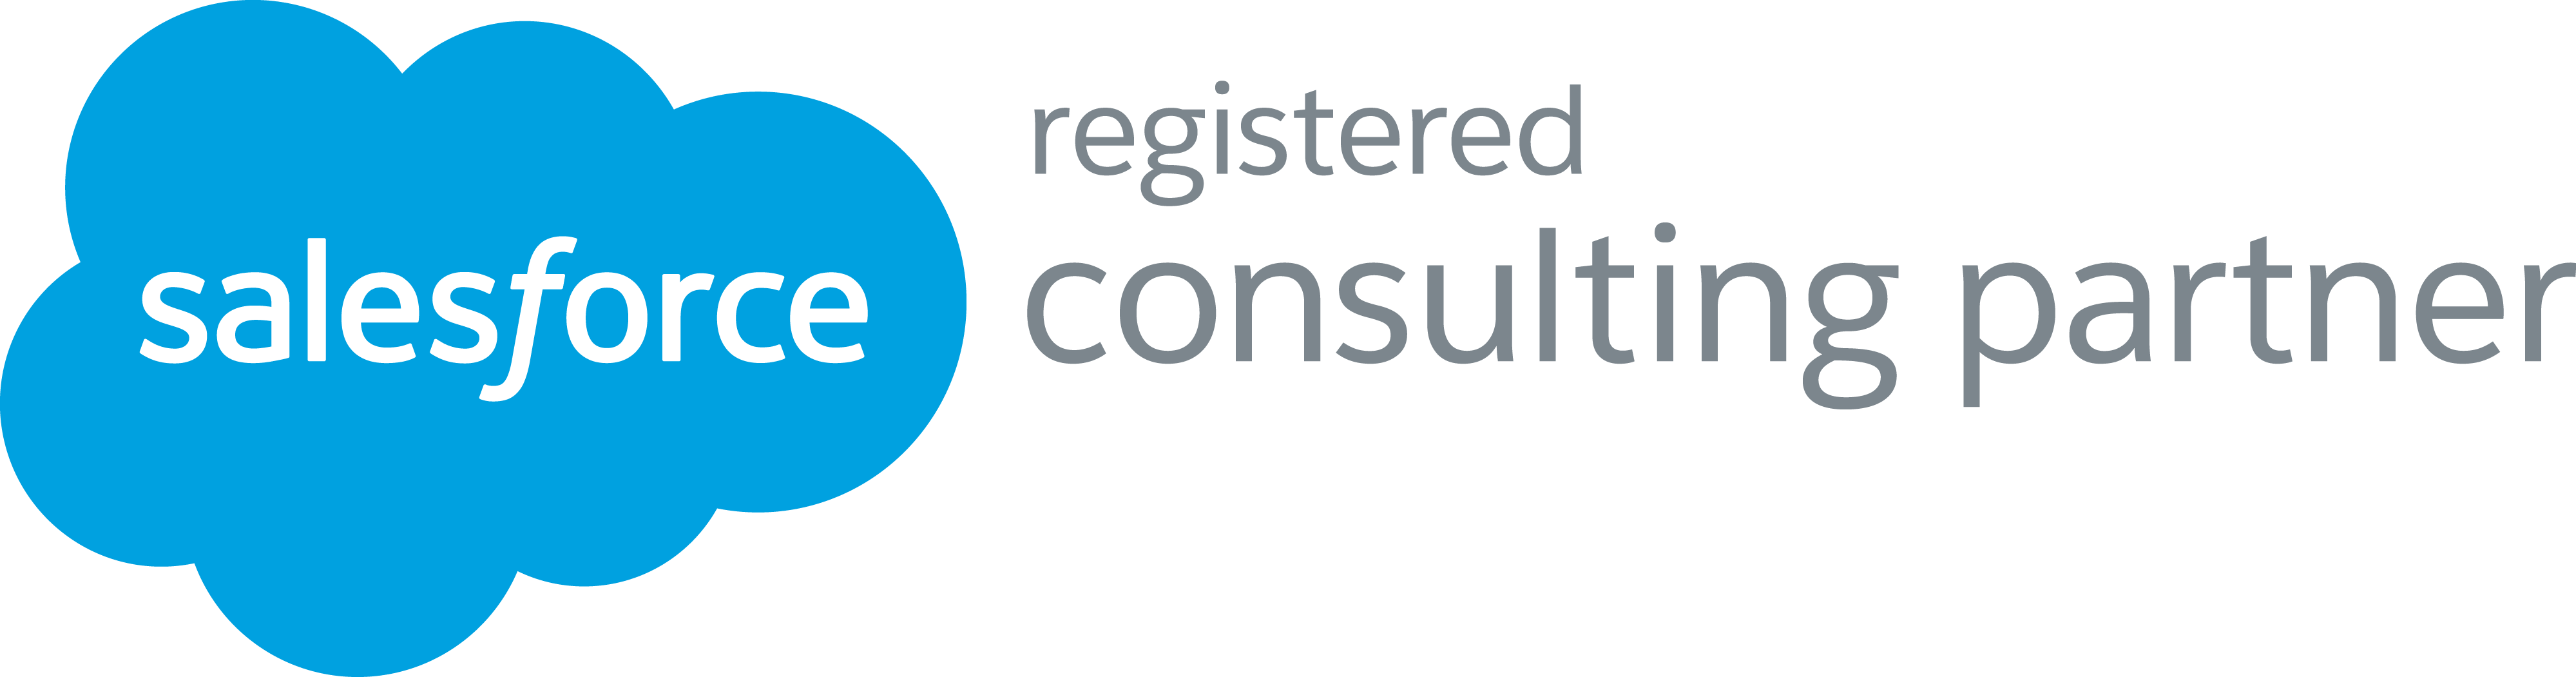 salesforce
registered
consulting partner